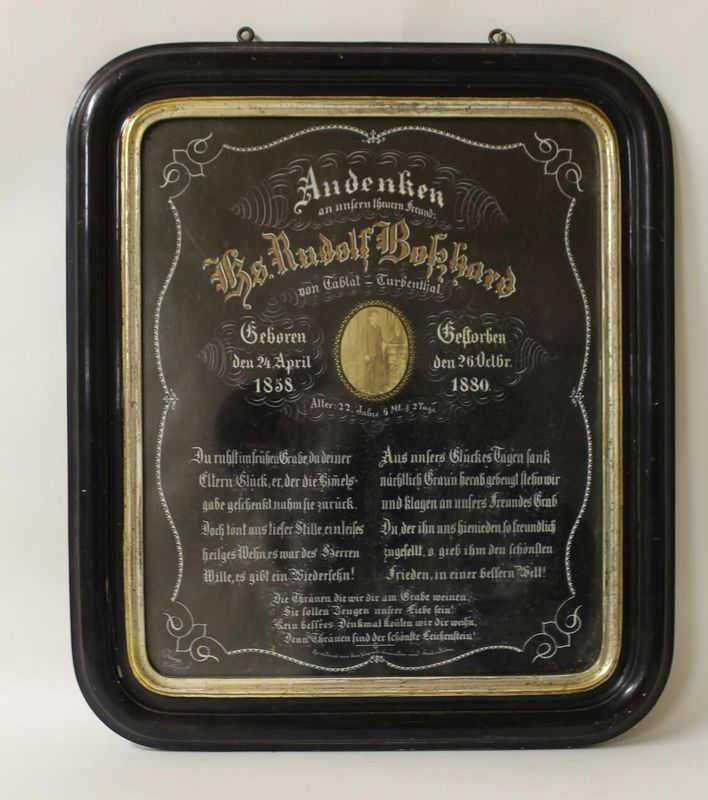 Andenken
an unsern theuern Freund:
Hs. Rudolf Boßhard
von Tablat – Turbenthal.
Geboren
den 24. April
1858.
Gestorben
den 26 Octbr.
1880.
Alter: 22. Jahre 6 Mt. & 2 Tage.
Du ruhst im frühen Grabe, du deiner
Eltern Glück, er, der die Himels-
gabe geschenkt, nahm sie zurück.
Doch tönt aus tiefer Stille, ein leises
heilges Wehn, es war des Herren
Wille, es gibt ein Wiedersehn!
Aus unsers Glückes Tagen sank
nächtlich Grau'n herab gebeugt stehn wir
und klagen an unsers Freundes Grab
Du, der ihn uns hienieden, so freundlich
zugesellt, o, gieb ihm den schönsten
Frieden, in einer bessern Welt!
Die Thränen, die wir dir am Grabe weinen,
Sie sollen Zeugen unsrer Liebe sein!
Kein bess'res Denkmal könten wir dir weihn,
Denn Thränen sind der schönste Leichenstein!